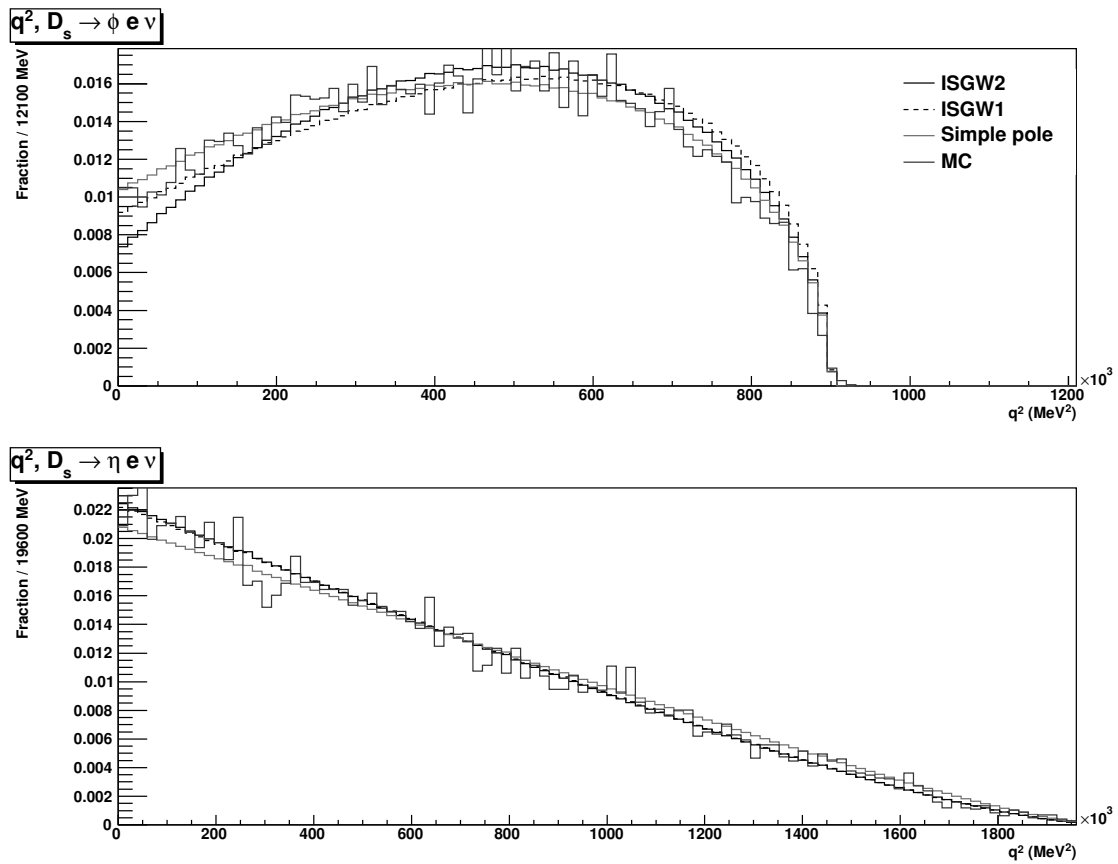 q², D_s → φ e ν
Fraction / 12100 MeV
0.016
0.014
0.012
0.01
0.008
0.006
0.004
0.002
0
ISGW2
ISGW1
Simple pole
MC
0 200 400 600 800 1000 1200 ×10³
q² (MeV²)
q², D_s → η e ν
Fraction / 19600 MeV
0.022
0.02
0.018
0.016
0.014
0.012
0.01
0.008
0.006
0.004
0.002
0
0 200 400 600 800 1000 1200 1400 1600 1800 ×10³
q² (MeV²)